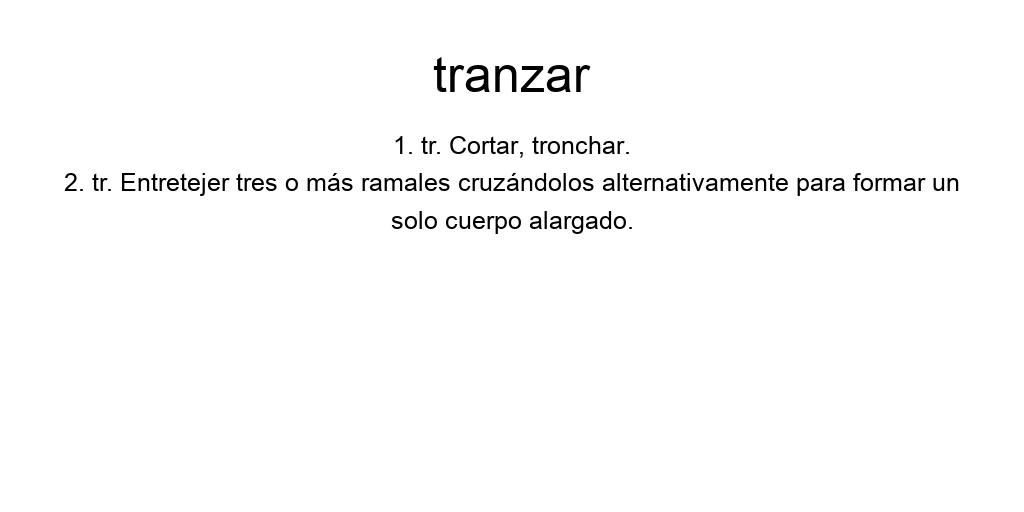 tranzar
1. tr. Cortar, tronchar.
2. tr. Entretejer tres o más ramales cruzándolos alternativamente para formar un
solo cuerpo alargado.